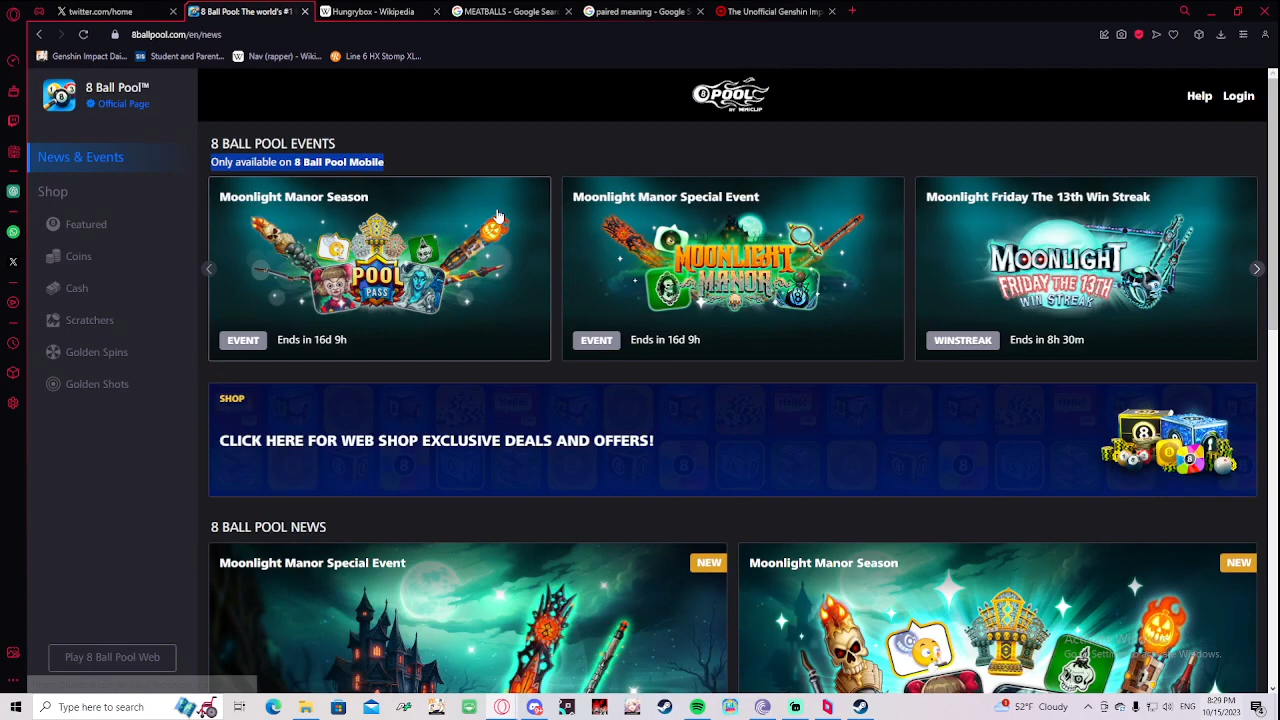 twitter.com/home
8 Ball Pool The world's #1
Hungrybox - Wikipedia
MEATBALLS - Google Sear
paired meaning - Google S
The Unofficial Genshin Imp
8ballpool.com/en/news
Genshin Impact Dai...
SIS
Student and Parent...
W
Nav (rapper) - Wiki...
Line 6 HX Stomp XL...
8 Ball Pool™
Official Page
News & Events
Shop
Featured
Coins
Cash
Scratchers
Golden Spins
Golden Shots
Play 8 Ball Pool Web
8 POOL
BY MINICLIP
Help
Login
8 BALL POOL EVENTS
Only available on 8 Ball Pool Mobile
Moonlight Manor Season
POOL
PASS
EVENT
Ends in 16d 9h
Moonlight Manor Special Event
MOONLIGHT
MANOR
EVENT
Ends in 16d 9h
Moonlight Friday The 13th Win Streak
MOONLIGHT
FRIDAY THE 13TH
WIN STREAK
WINSTREAK
Ends in 8h 30m
SHOP
CLICK HERE FOR WEB SHOP EXCLUSIVE DEALS AND OFFERS!
8 BALL POOL NEWS
Moonlight Manor Special Event
NEW
Moonlight Manor Season
NEW
Type here to search
52°F Cloudy
ENG
8:29 PM
10/15/2023